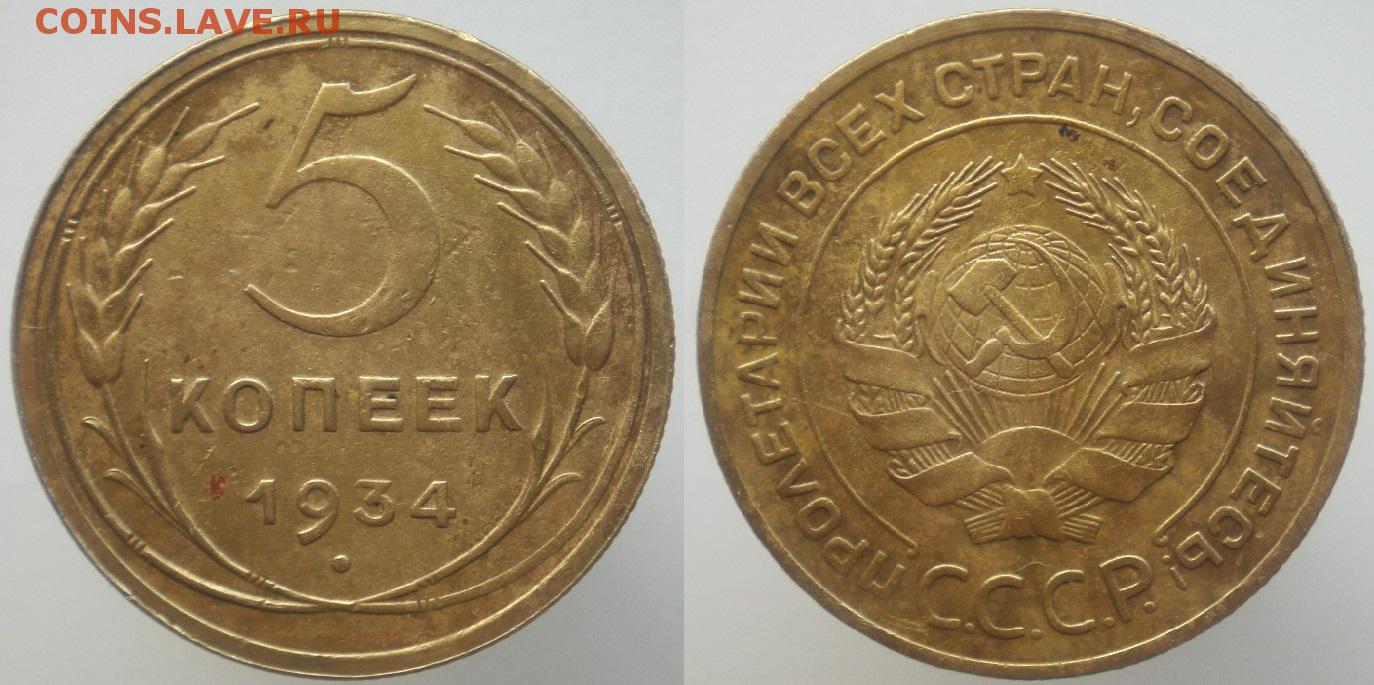 COINS.LAVE.RU
5
КОПЕЕК
1934
ПРОЛЕТАРИИ ВСЕХ СТРАН, СОЕДИНЯЙТЕСЬ!
С.С.С.Р.